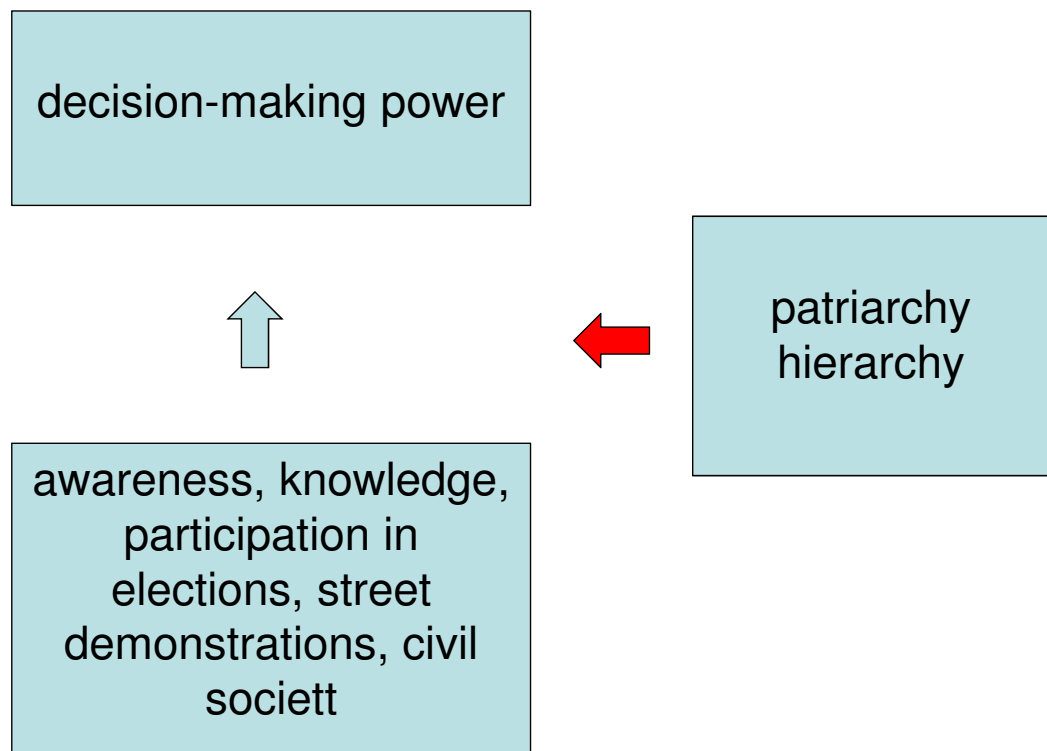 decision-making power
patriarchy
hierarchy
awareness, knowledge,
participation in
elections, street
demonstrations, civil
societt